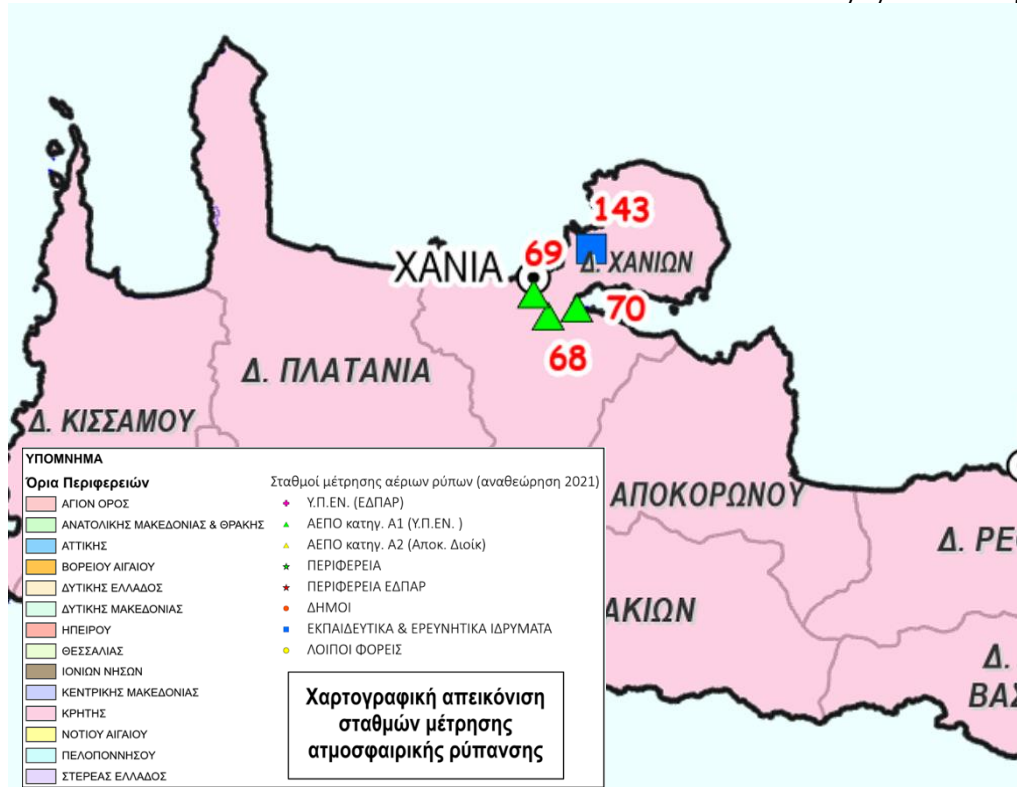 143
69
ΧΑΝΙΑ
Δ. ΧΑΝΙΩΝ
70
68
Δ. ΠΛΑΤΑΝΙΑ
Δ. ΚΙΣΣΑΜΟΥ
ΑΠΟΚΟΡΩΝΟΥ
Δ. ΡΕΘ
ΑΚΙΩΝ
Δ.
ΒΑΣ
ΥΠΟΜΝΗΜΑ
Όρια Περιφερειών
ΑΓΙΟΝ ΟΡΟΣ
ΑΝΑΤΟΛΙΚΗΣ ΜΑΚΕΔΟΝΙΑΣ & ΘΡΑΚΗΣ
ΑΤΤΙΚΗΣ
ΒΟΡΕΙΟΥ ΑΙΓΑΙΟΥ
ΔΥΤΙΚΗΣ ΕΛΛΑΔΟΣ
ΔΥΤΙΚΗΣ ΜΑΚΕΔΟΝΙΑΣ
ΗΠΕΙΡΟΥ
ΘΕΣΣΑΛΙΑΣ
ΙΟΝΙΩΝ ΝΗΣΩΝ
ΚΕΝΤΡΙΚΗΣ ΜΑΚΕΔΟΝΙΑΣ
ΚΡΗΤΗΣ
ΝΟΤΙΟΥ ΑΙΓΑΙΟΥ
ΠΕΛΟΠΟΝΝΗΣΟΥ
ΣΤΕΡΕΑΣ ΕΛΛΑΔΟΣ
Σταθμοί μέτρησης αέριων ρύπων (αναθεώρηση 2021)
Υ.Π.ΕΝ. (ΕΔΠΑΡ)
ΑΕΠΟ κατηγ. Α1 (Υ.Π.ΕΝ. )
ΑΕΠΟ κατηγ. Α2 (Αποκ. Διοίκ)
ΠΕΡΙΦΕΡΕΙΑ
ΠΕΡΙΦΕΡΕΙΑ ΕΔΠΑΡ
ΔΗΜΟΙ
ΕΚΠΑΙΔΕΥΤΙΚΑ & ΕΡΕΥΝΗΤΙΚΑ ΙΔΡΥΜΑΤΑ
ΛΟΙΠΟΙ ΦΟΡΕΙΣ
Χαρτογραφική απεικόνιση
σταθμών μέτρησης
ατμοσφαιρικής ρύπανσης